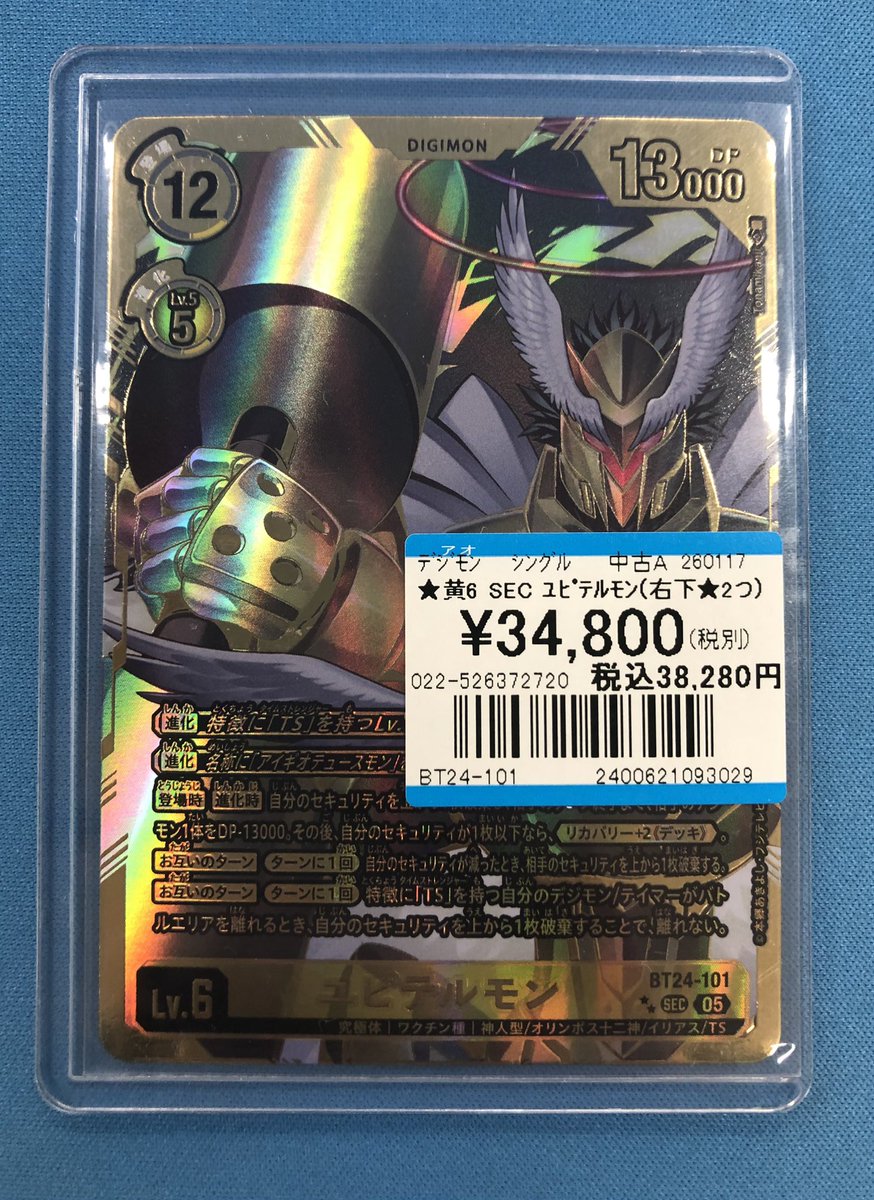 登場
12
DIGIMON
DP
13000
進化
Lv.5
5
デジモン シングル 中古A 260117
アオ
★黄6 SEC ユピテルモン(右下★2つ)
¥34,800(税別)
022-526372720 税込38,280円
BT24-101 2400621093029
進化 特徴に「TS」を持つLv.
進化 名称に「アイギオテュースモン」
登場時 進化時 自分のセキュリティを
モン1体をDP-13000。その後、自分のセキュリティが1枚以下なら、リカバリー+2《デッキ》。
お互いのターン ターンに1回 自分のセキュリティが減ったとき、相手のセキュリティを上から1枚破棄する。
お互いのターン ターンに1回 特徴に「TS」を持つ自分のデジモン/テイマーがバト
ルエリアを離れるとき、自分のセキュリティを上から1枚破棄することで、離れない。
BT24-101
Lv.6 ユピテルモン
SEC 05
究極体 | ワクチン種 | 神人型/オリンポス十二神/イリアス/TS